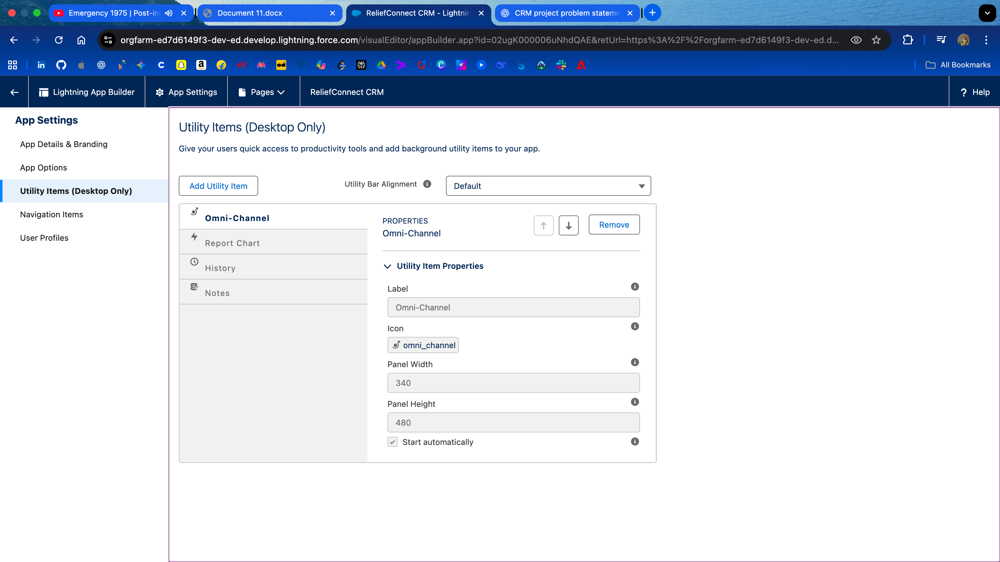 Emergency 1975 | Post-in
Document 11.docx
ReliefConnect CRM - Lightnin
CRM project problem stateme
orgfarm-ed7d6149f3-dev-ed.develop.lightning.force.com/visualEditor/appBuilder.app?id=02ugK000006uNhdQAE&retUrl=https%3A%2F%2Forgfarm-ed7d6149f3-dev-ed.d...
in
a
H&M
All Bookmarks
Lightning App Builder
App Settings
Pages
ReliefConnect CRM
? Help
App Settings
App Details & Branding
App Options
Utility Items (Desktop Only)
Navigation Items
User Profiles
Utility Items (Desktop Only)
Give your users quick access to productivity tools and add background utility items to your app.
Add Utility Item
Utility Bar Alignment
Default
Omni-Channel
Report Chart
History
Notes
PROPERTIES
Omni-Channel
Remove
Utility Item Properties
Label
Omni-Channel
Icon
omni_channel
Panel Width
340
Panel Height
480
Start automatically